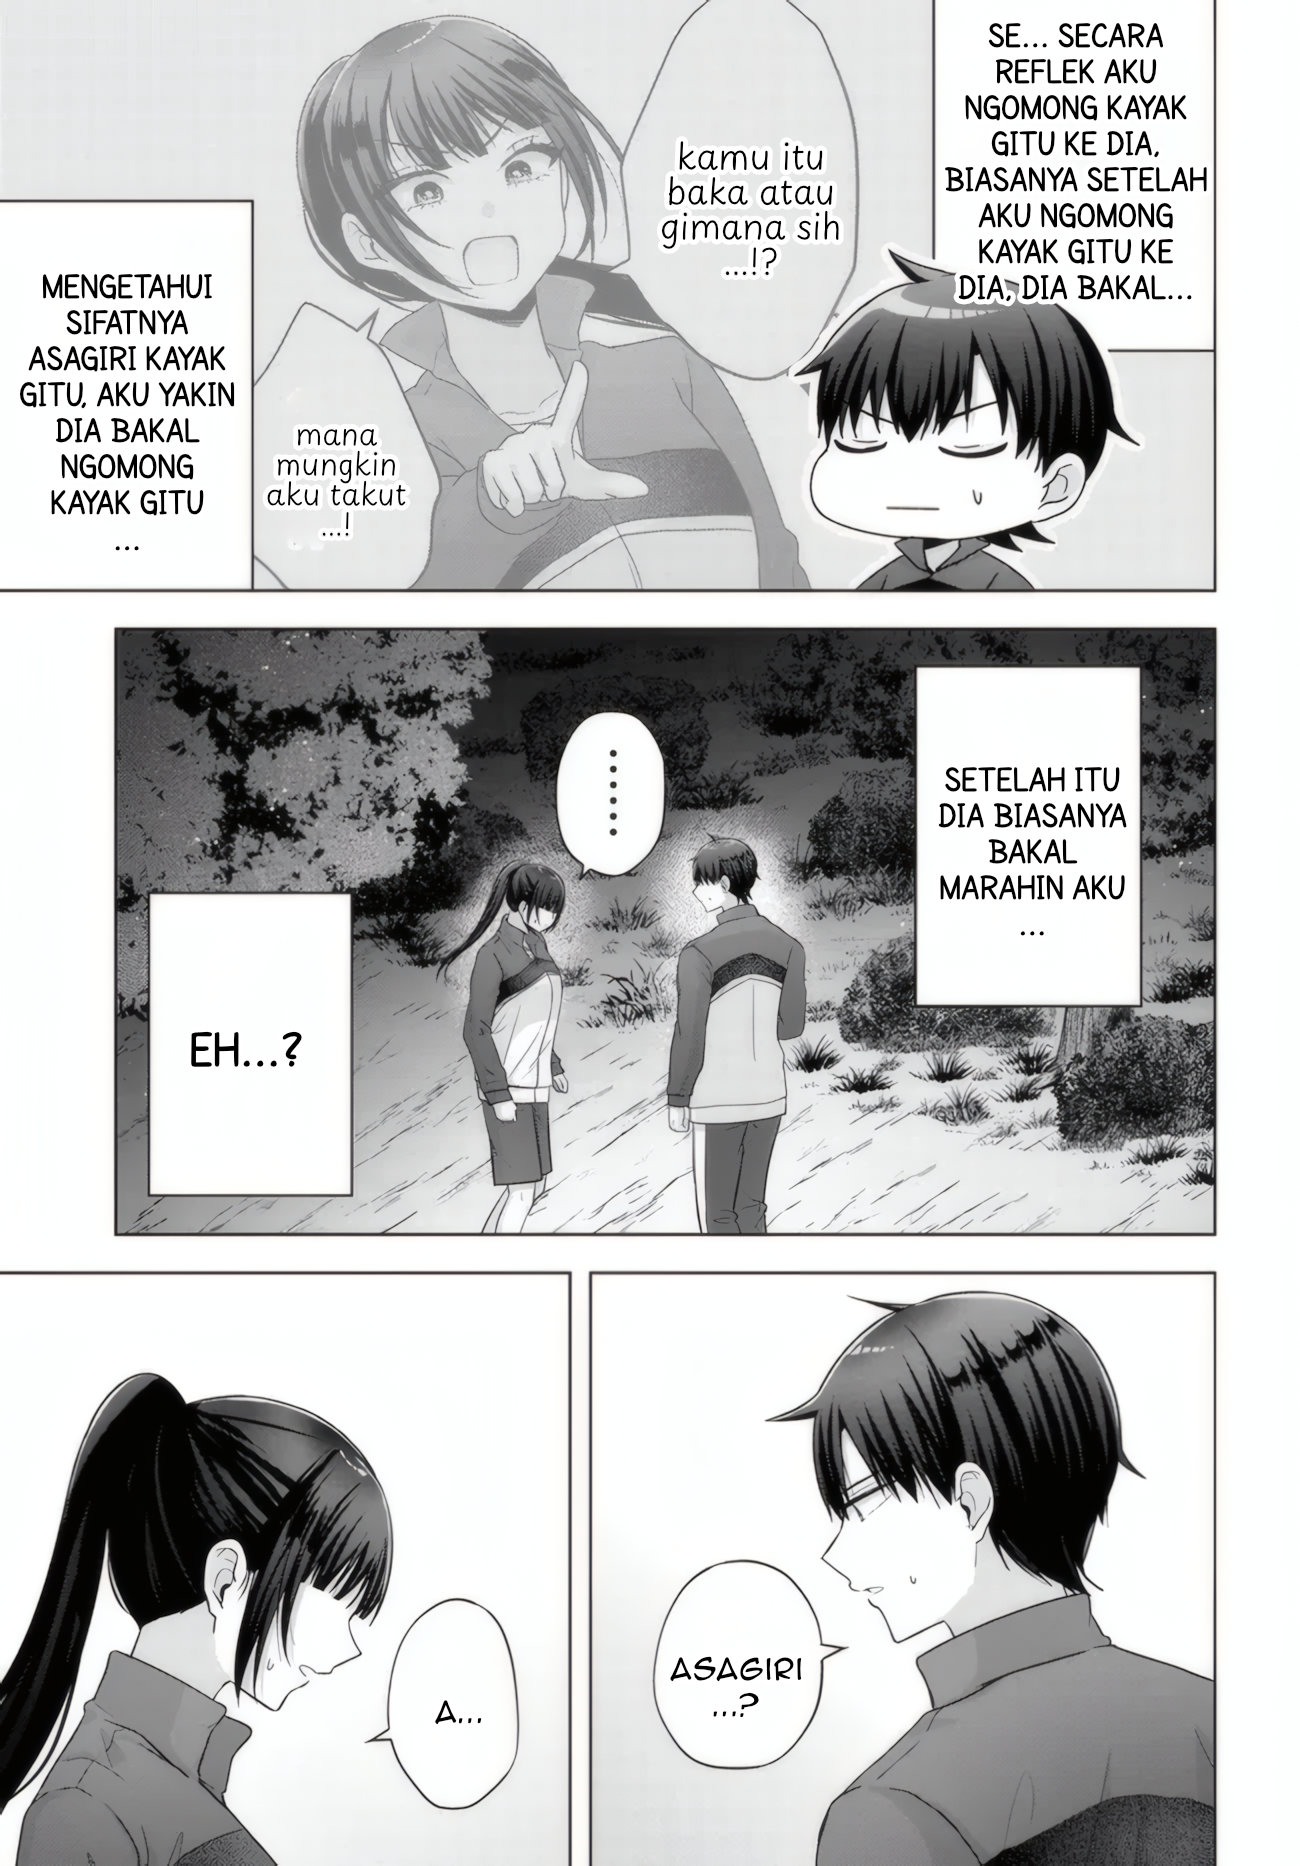 SE... SECARA
REFLEK AKU
NGOMONG KAYAK
GITU KE DIA,
BIASANYA SETELAH
AKU NGOMONG
KAYAK GITU KE
DIA, DIA BAKAL...
kamu itu
baka atau
gimana sih
...!?
mana
mungkin
aku takut
...!
MENGETAHUI
SIFATNYA
ASAGIRI KAYAK
GITU, AKU YAKIN
DIA BAKAL
NGOMONG
KAYAK GITU
...
SETELAH ITU
DIA BIASANYA
BAKAL
MARAHIN AKU
...
......
EH...?
ASAGIRI
...?
A...